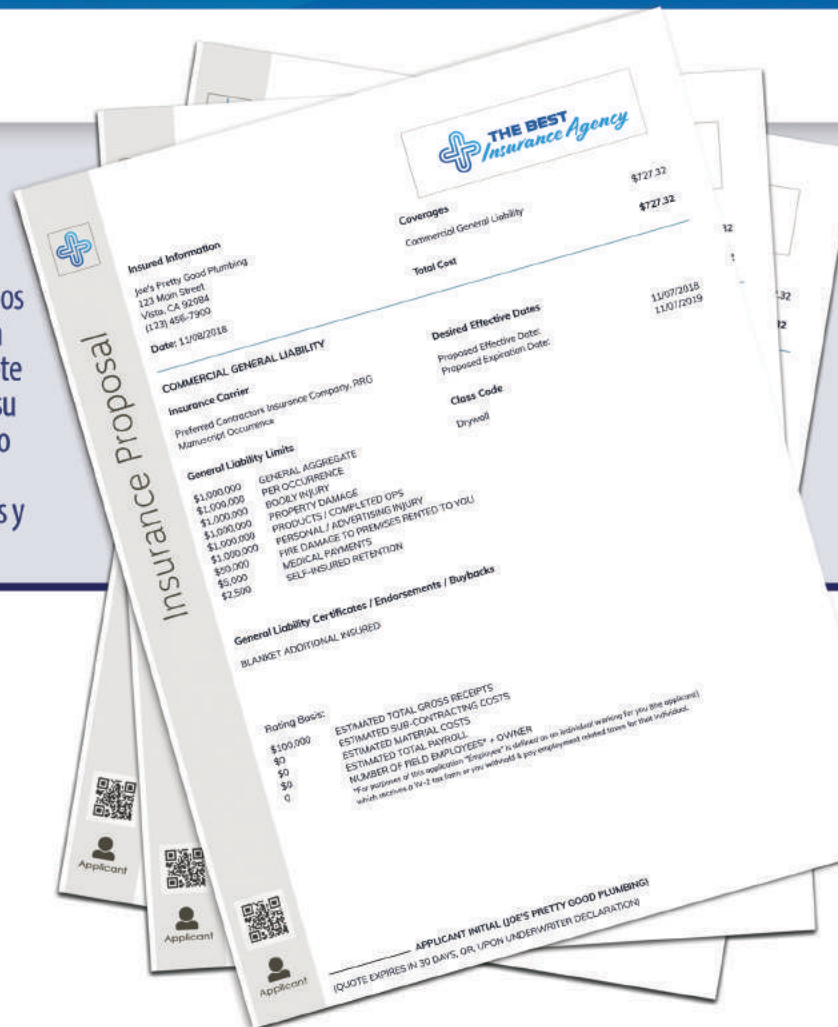 os
te
su
o
s y
THE BEST
Insurance Agency
Insurance Proposal
Insured Information
Joe's Pretty Good Plumbing
123 Main Street
Vista, CA 92084
(123) 456-7900
Date: 11/08/2018
Coverages
Commercial General Liability $727.32
Total Cost $727.32
COMMERCIAL GENERAL LIABILITY
Insurance Carrier
Preferred Contractors Insurance Company, RRG
Manuscript Occurrence
Desired Effective Dates
Proposed Effective Date: 11/07/2018
Proposed Expiration Date: 11/07/2019
Class Code
Drywall
General Liability Limits
$1,000,000 GENERAL AGGREGATE
$1,000,000 PER OCCURRENCE
$1,000,000 BODILY INJURY
$1,000,000 PROPERTY DAMAGE
$1,000,000 PRODUCTS / COMPLETED OPS
$1,000,000 PERSONAL / ADVERTISING INJURY
$50,000 FIRE DAMAGE TO PREMISES RENTED TO YOU
$5,000 MEDICAL PAYMENTS
$2,500 SELF-INSURED RETENTION
General Liability Certificates / Endorsements / Buybacks
BLANKET ADDITIONAL INSURED
Rating Basis:
$100,000 ESTIMATED TOTAL GROSS RECEIPTS
$0 ESTIMATED SUB-CONTRACTING COSTS
$0 ESTIMATED MATERIAL COSTS
$0 ESTIMATED TOTAL PAYROLL
0 NUMBER OF FIELD EMPLOYEES* + OWNER
*For purposes of this application "Employee" is defined as an individual working for you (the applicant)
which receives a W-2 tax form or you withhold & pay employment related taxes for that individual.
APPLICANT INITIAL (JOE'S PRETTY GOOD PLUMBING)
(QUOTE EXPIRES IN 30 DAYS, OR, UPON UNDERWRITER DECLARATION)
Applicant
Applicant
Applicant
32
.32
32